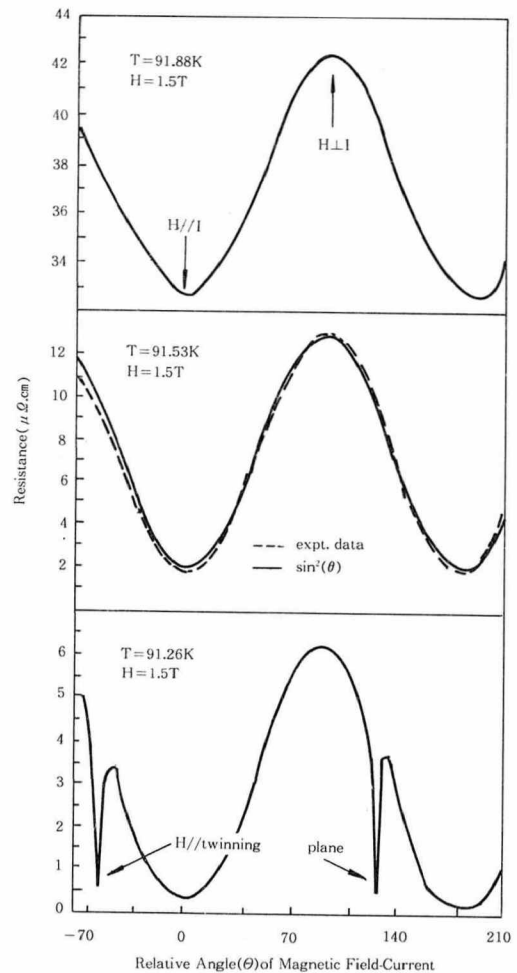 44
T=91.88K
H=1.5T
42
40
H⊥I
38
36
H//I
34
12
T=91.53K
H=1.5T
10
8
6
4
expt. data
2
sin²(θ)
Resistance(μΩ.cm)
6
T=91.26K
H=1.5T
5
4
3
2
H//twinning
plane
1
0
-70
0
70
140
210
Relative Angle(Θ)of Magnetic Field-Current